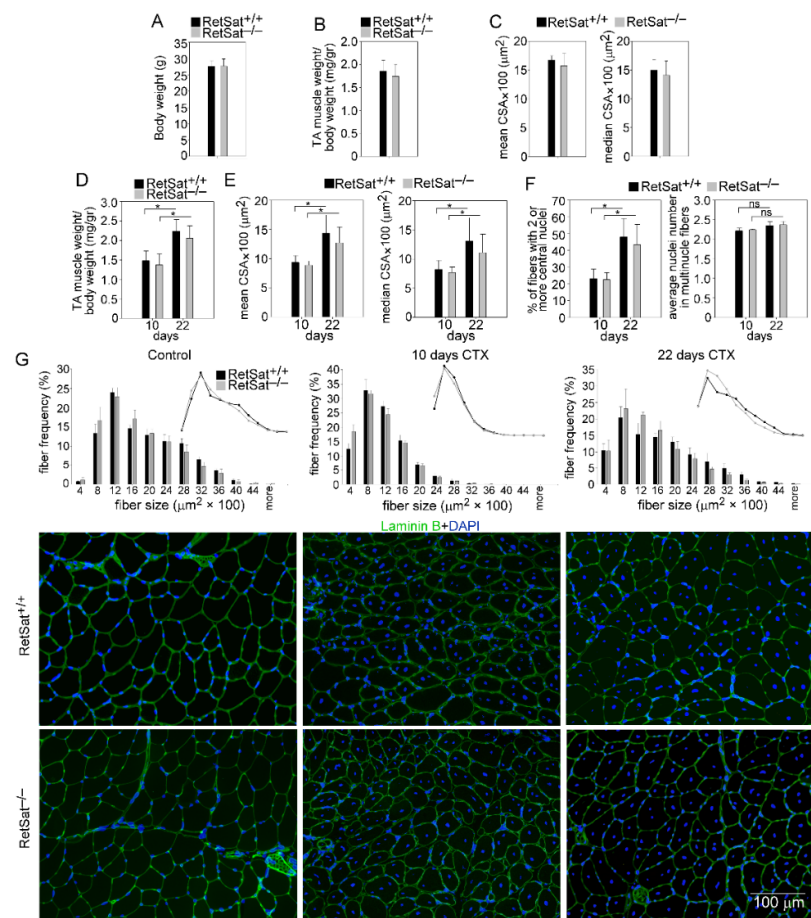 A
RetSat+/+
RetSat−/−
Body weight (g)
35
30
25
20
15
10
5
0
B
RetSat+/+
RetSat−/−
TA muscle weight/
body weight (mg/gr)
2.0
1.5
1.0
0.5
0
C
RetSat+/+
RetSat−/−
mean CSA×100 (μm²)
20
15
10
5
0
median CSA×100 (μm²)
20
15
10
5
0
D
RetSat+/+
RetSat−/−
TA muscle weight/
body weight (mg/gr)
3.0
2.5
2.0
1.5
1.0
0.5
0
*
*
10 22
days
E
RetSat+/+
RetSat−/−
mean CSA×100 (μm²)
20
15
10
5
0
*
*
10 22
days
median CSA×100 (μm²)
20
15
10
5
0
*
*
10 22
days
F
RetSat+/+
RetSat−/−
% of fibers with 2 or
more central nuclei
80
60
40
20
0
*
*
10 22
days
average nuclei number
in multinucle fibers
3.0
2.5
2.0
1.5
1.0
0.5
0
ns
ns
10 22
days
G
Control
RetSat+/+
RetSat−/−
fiber frequency (%)
30
25
20
15
10
5
0
4 8 12 16 20 24 28 32 36 40 44 more
fiber size (μm² × 100)
10 days CTX
fiber frequency (%)
40
35
30
25
20
15
10
5
0
4 8 12 16 20 24 28 32 36 40 44 more
fiber size (μm² × 100)
22 days CTX
fiber frequency (%)
35
30
25
20
15
10
5
0
4 8 12 16 20 24 28 32 36 40 44 more
fiber size (μm² × 100)
Laminin B+DAPI
RetSat+/+
RetSat−/−
100 μm